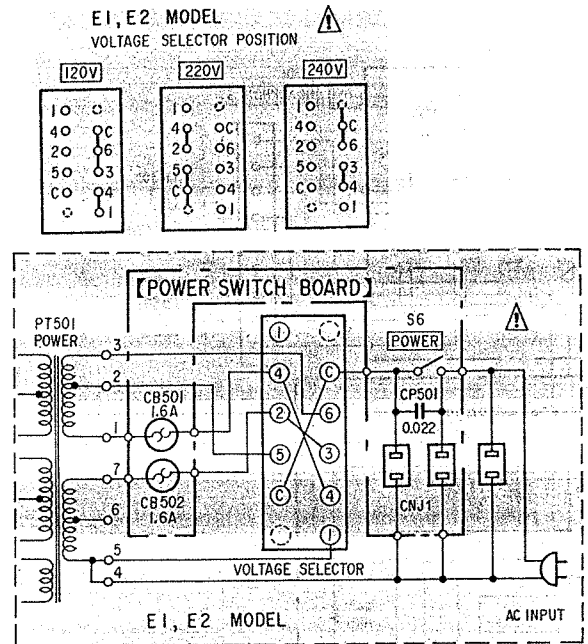 E1, E2 MODEL
VOLTAGE SELECTOR POSITION
120V
220V
240V
1
4 C
2 6
5 3
C 4
1
1
4 C
2 6
5 3
C 4
1
1
4 C
2 6
5 3
C 4
1
【POWER SWITCH BOARD】
S6
PT501
POWER
POWER
3
1
2
4 C
CB501
1.6A
CP501
0.022
2 6
1
5 3
7
CB502
1.6A
C 4
CNJ1
6
5
1
4
VOLTAGE SELECTOR
E1, E2 MODEL
AC INPUT